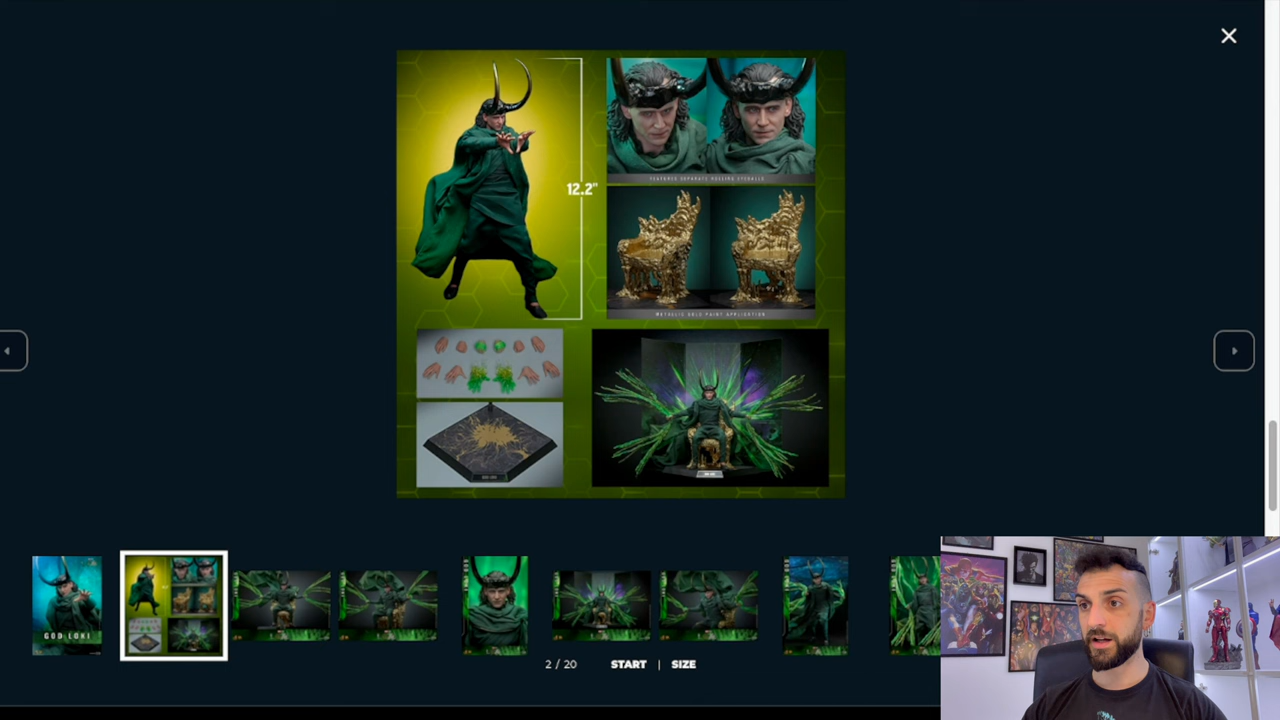 12.2"
FEATURES SEPARATE ROLLING EYEBALLS
METALLIC GOLD PAINT APPLICATION
GOD LOKI
2 / 20 START | SIZE